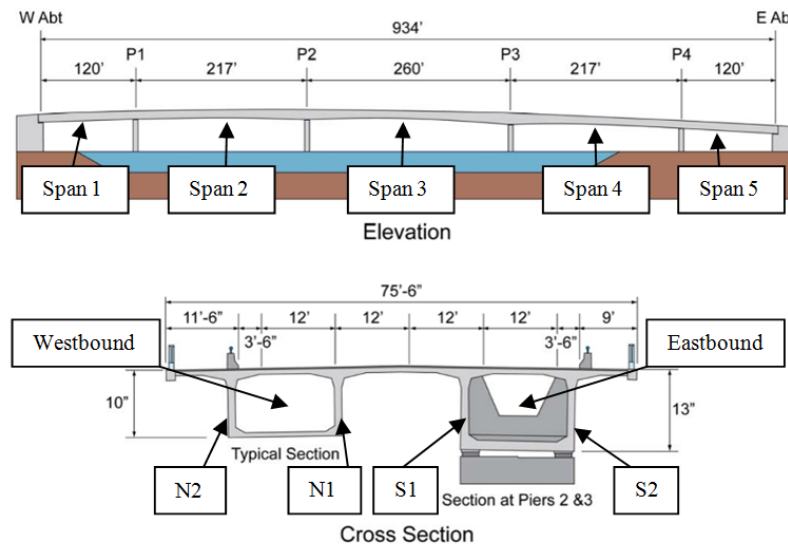 W Abt
E Ab
934'
P1
P2
P3
P4
120'
217'
260'
217'
120'
Span 1
Span 2
Span 3
Span 4
Span 5
Elevation
75'-6"
11'-6"
12'
12'
12'
12'
9'
3'-6"
3'-6"
Westbound
Eastbound
10"
13"
Typical Section
N2
N1
S1
S2
Section at Piers 2 &3
Cross Section